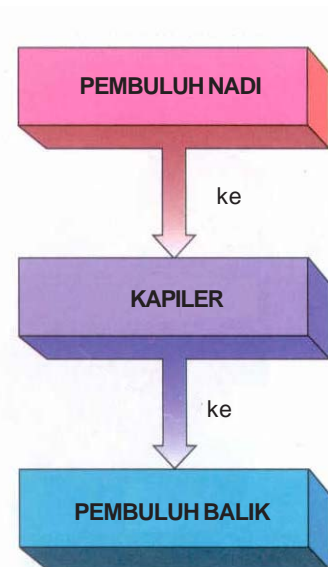 PEMBULUH NADI
ke
KAPILER
ke
PEMBULUH BALIK